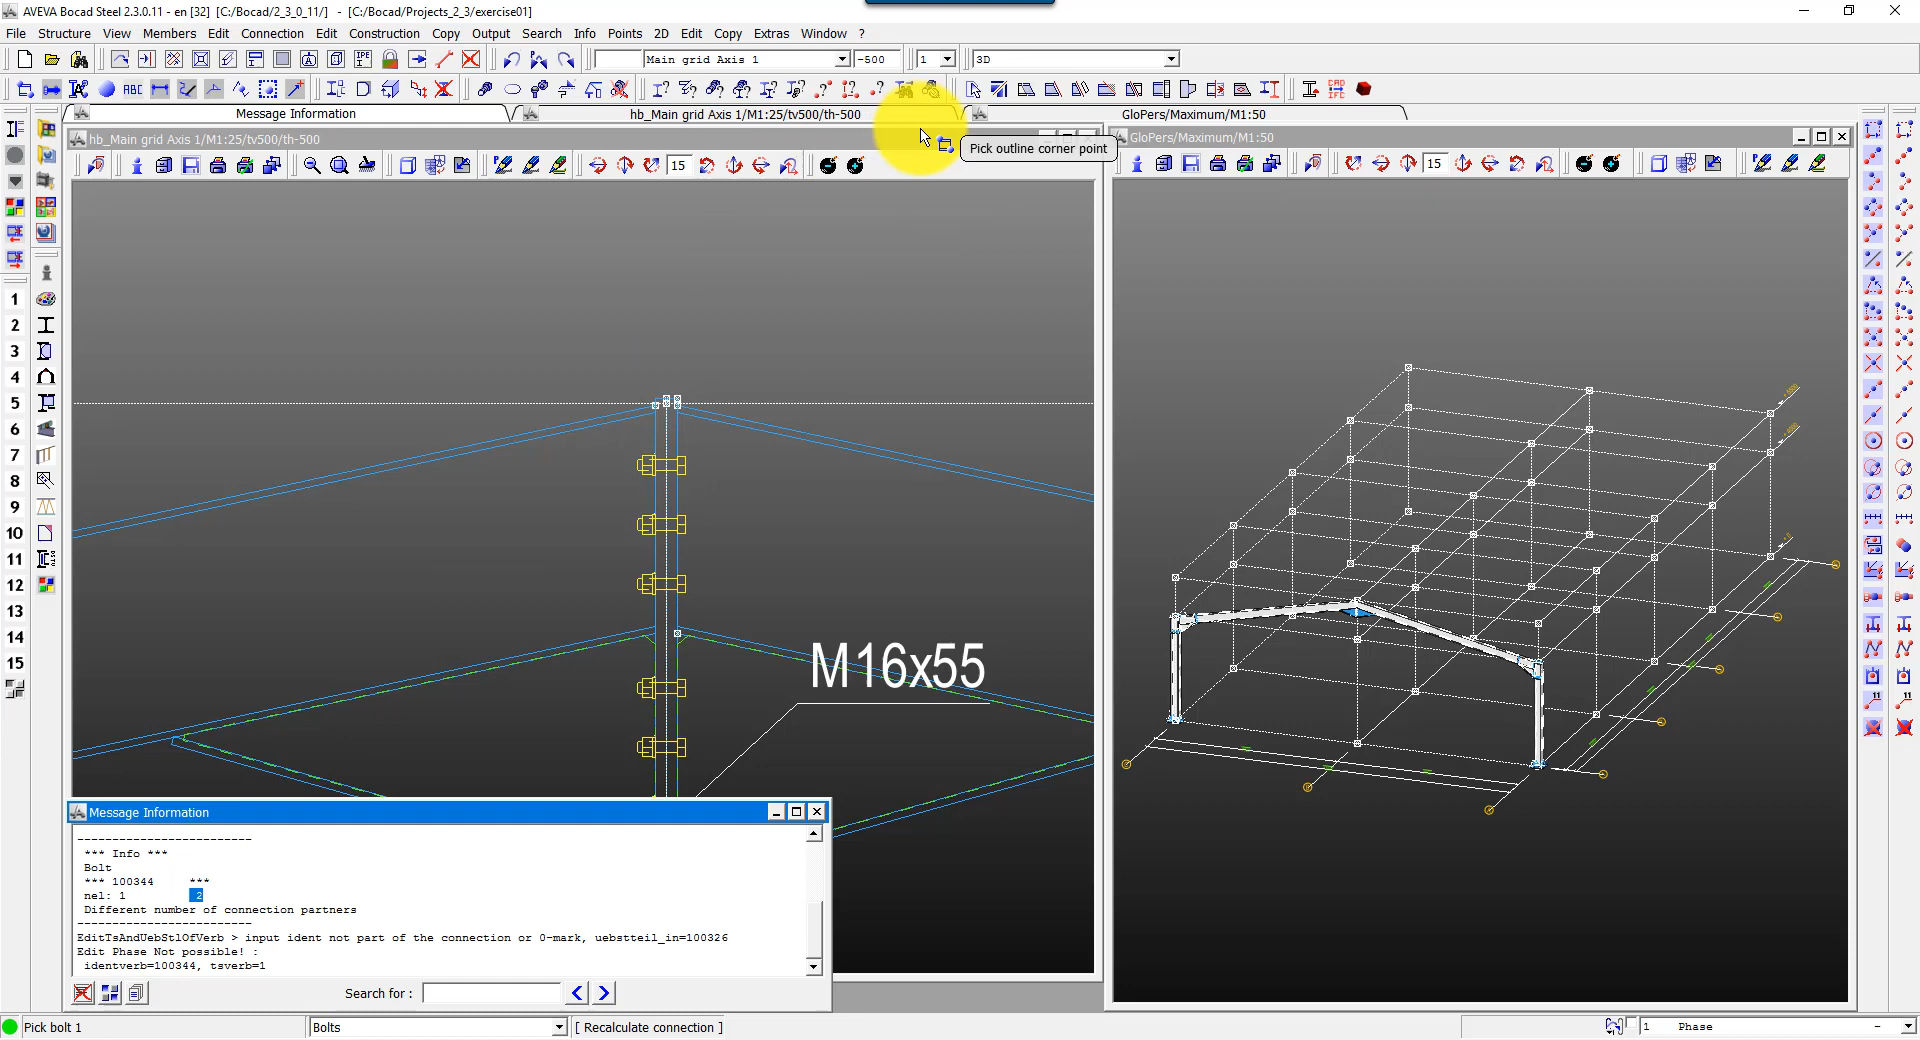 AVEVA Bocad Steel 2.3.0.11 - en [32] [C:/Bocad/2_3_0_11/] - [C:/Bocad/Projects_2_3/exercise01]
File Structure View Members Edit Connection Edit Construction Copy Output Search Info Points 2D Edit Copy Extras Window ?
Main grid Axis 1 -500 1 3D
ABC
Message Information
hb_Main grid Axis 1/M1:25/tv500/th-500
GloPers/Maximum/M1:50
hb_Main grid Axis 1/M1:25/tv500/th-500
GloPers/Maximum/M1:50
Pick outline corner point
15
15
1
2
3
4
5
6
7
8
9
10
11
12
13
14
15
M16x55
Message Information
-------------------------
*** Info ***
Bolt
*** 100344 ***
nel: 1 2
Different number of connection partners
-------------------------
EditTsAndUebStlOfVerb > input ident not part of the connection or 0-mark, uebstteil_in=100326
Edit Phase Not possible! :
identverb=100344, tsverb=1
Search for :
Pick bolt 1
Bolts
[ Recalculate connection ]
1 Phase -